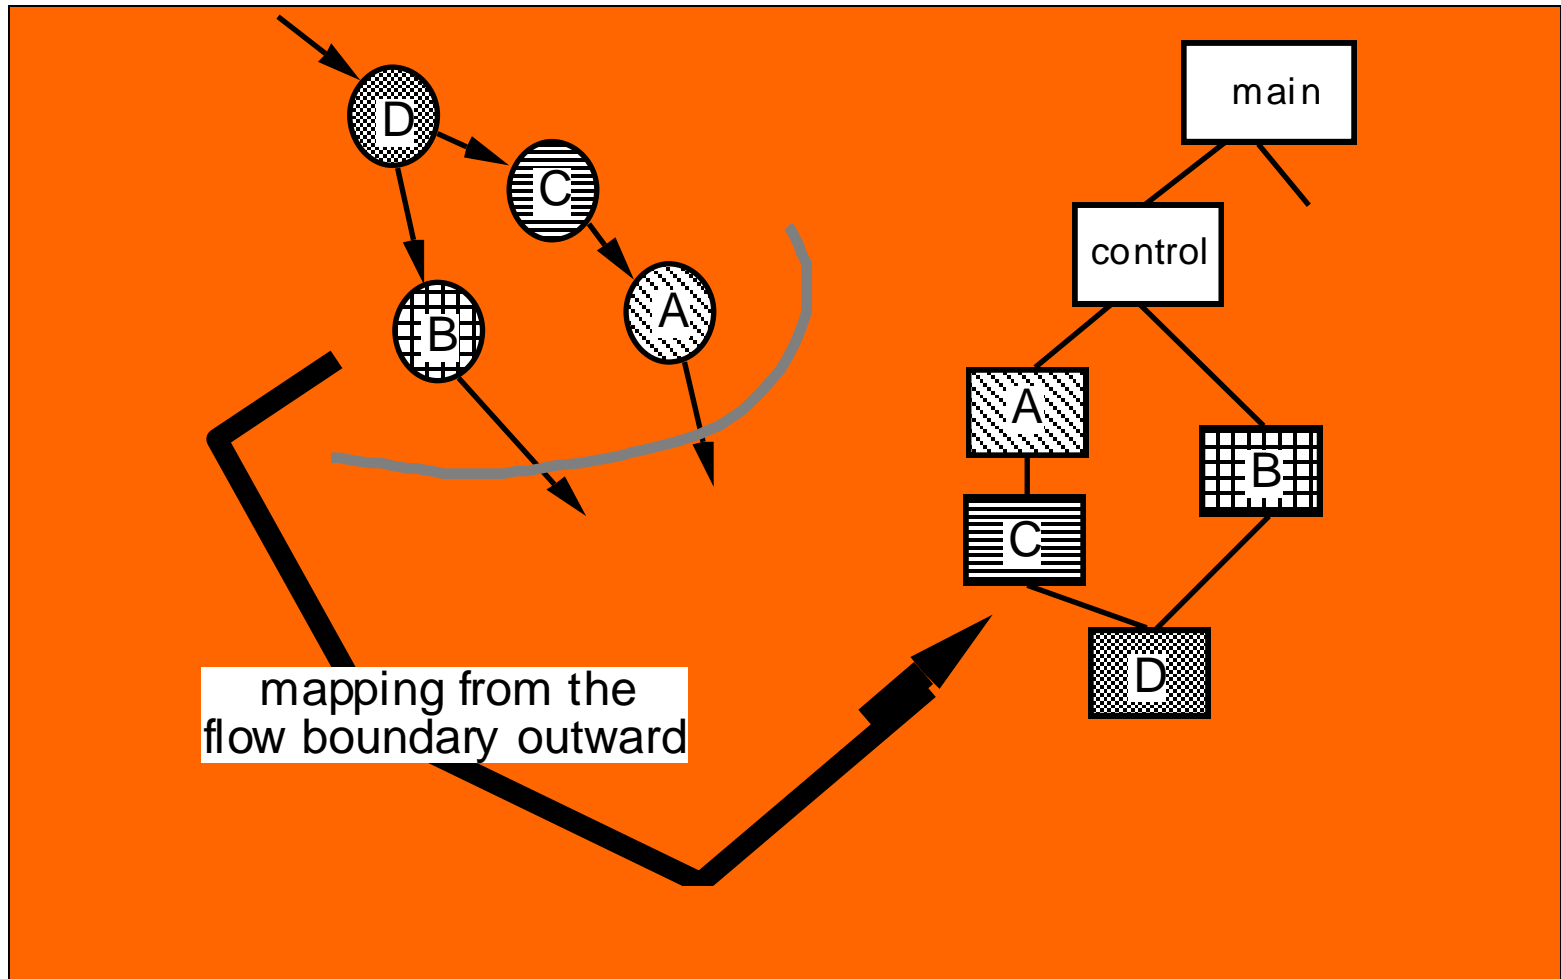 D
C
B
A
mapping from the
flow boundary outward
main
control
A
B
C
D